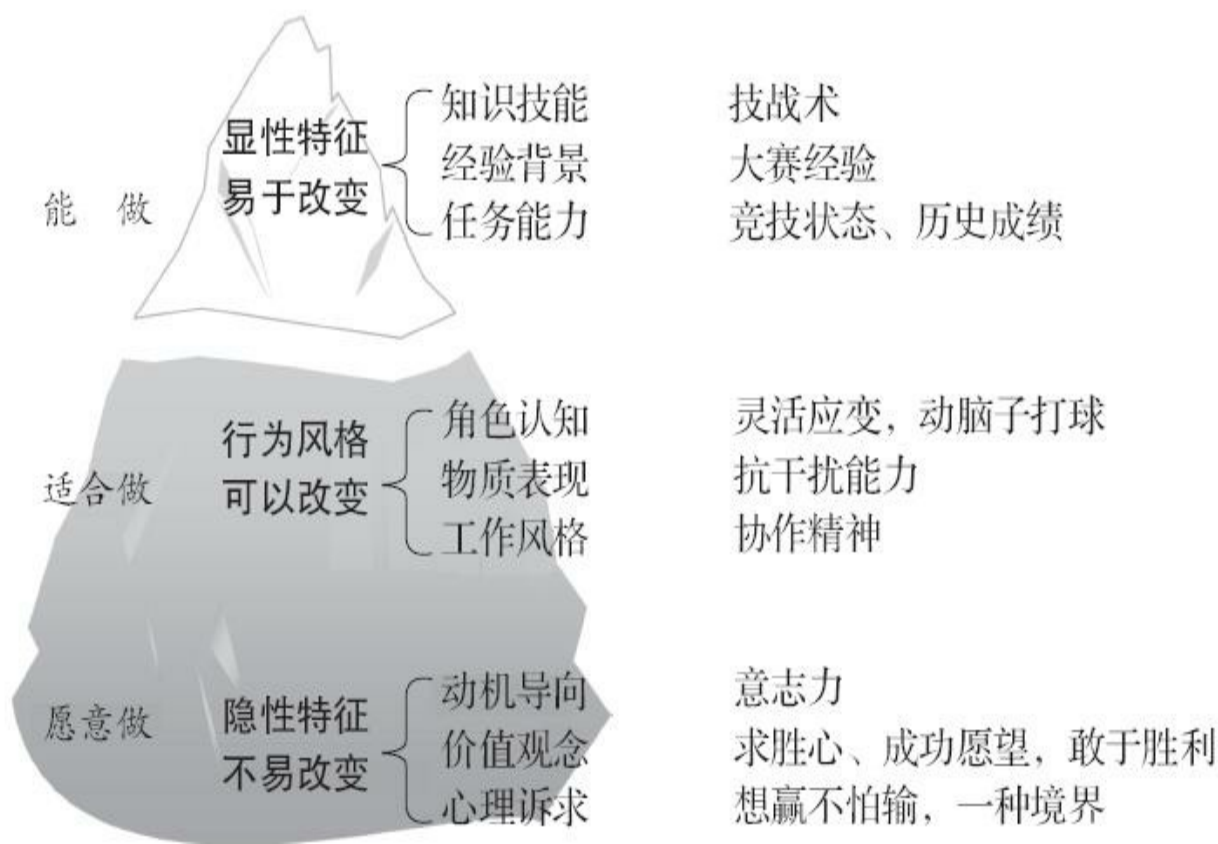 知识技能 技战术
显性特征
经验背景 大赛经验
能 做 易于改变
任务能力 竞技状态、历史成绩
角色认知 灵活应变，动脑子打球
行为风格
适合做 物质表现 抗干扰能力
可以改变
工作风格 协作精神
动机导向 意志力
隐性特征
愿意做 价值观念 求胜心、成功愿望，敢于胜利
不易改变
心理诉求 想赢不怕输，一种境界